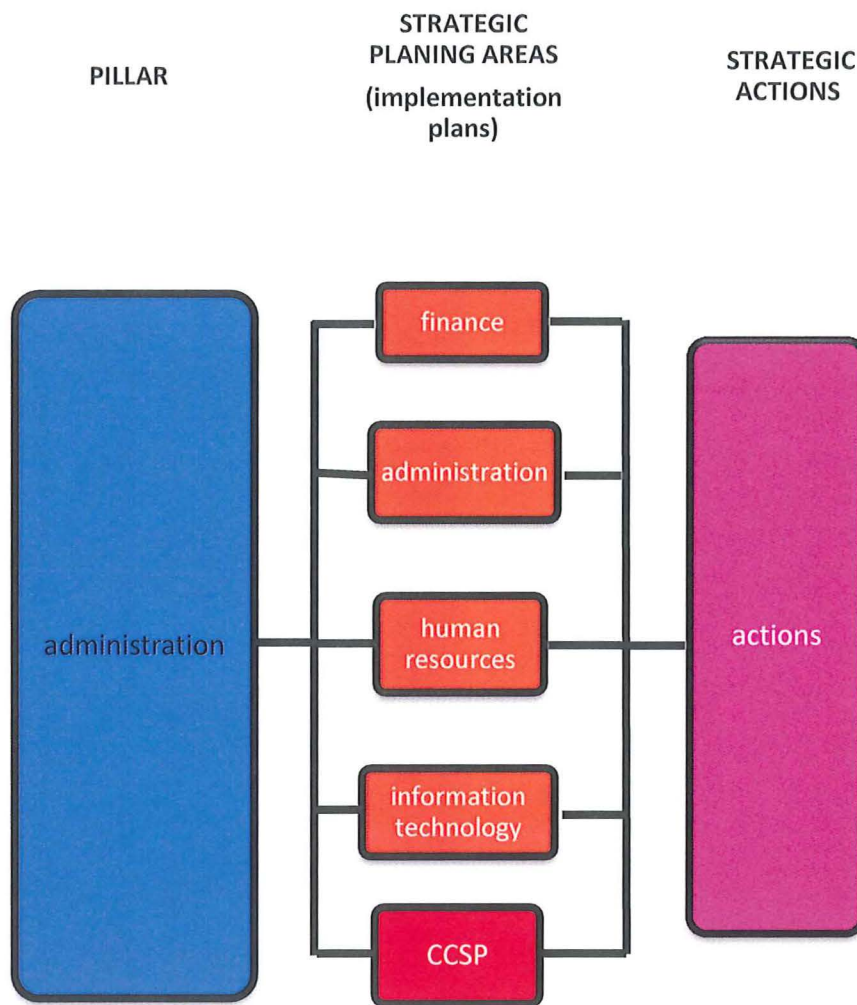 PILLAR
STRATEGIC
PLANING AREAS
(implementation
plans)
STRATEGIC
ACTIONS
administration
finance
administration
human
resources
information
technology
CCSP
actions